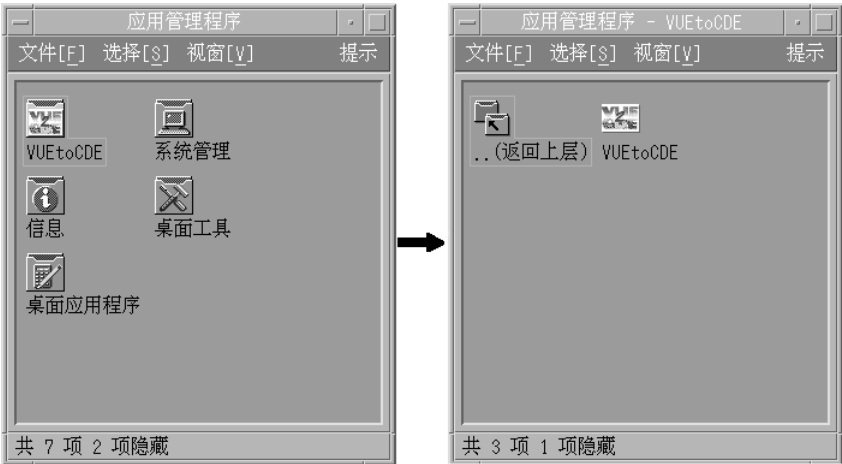 应用管理程序
文件[F] 选择[S] 视窗[V] 提示
VUEtoCDE 系统管理
信息 桌面工具
桌面应用程序
共 7 项 2 项隐藏
应用管理程序 - VUEtoCDE
文件[F] 选择[S] 视窗[V] 提示
..(返回上层) VUEtoCDE
共 3 项 1 项隐藏